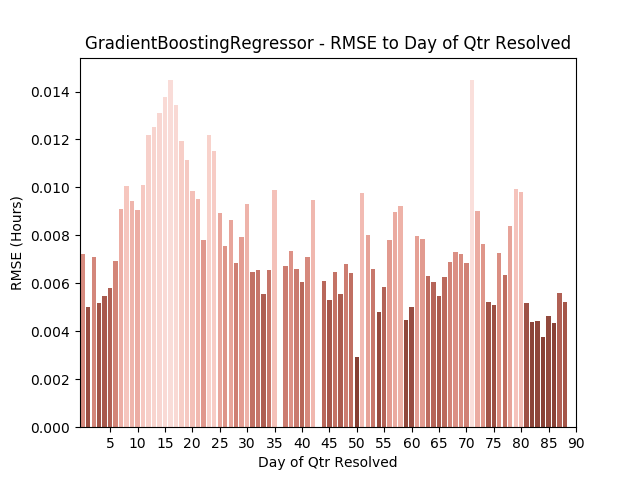 GradientBoostingRegressor - RMSE to Day of Qtr Resolved
0.014
0.012
0.010
0.008
0.006
0.004
0.002
0.000
RMSE (Hours)
5 10 15 20 25 30 35 40 45 50 55 60 65 70 75 80 85 90
Day of Qtr Resolved